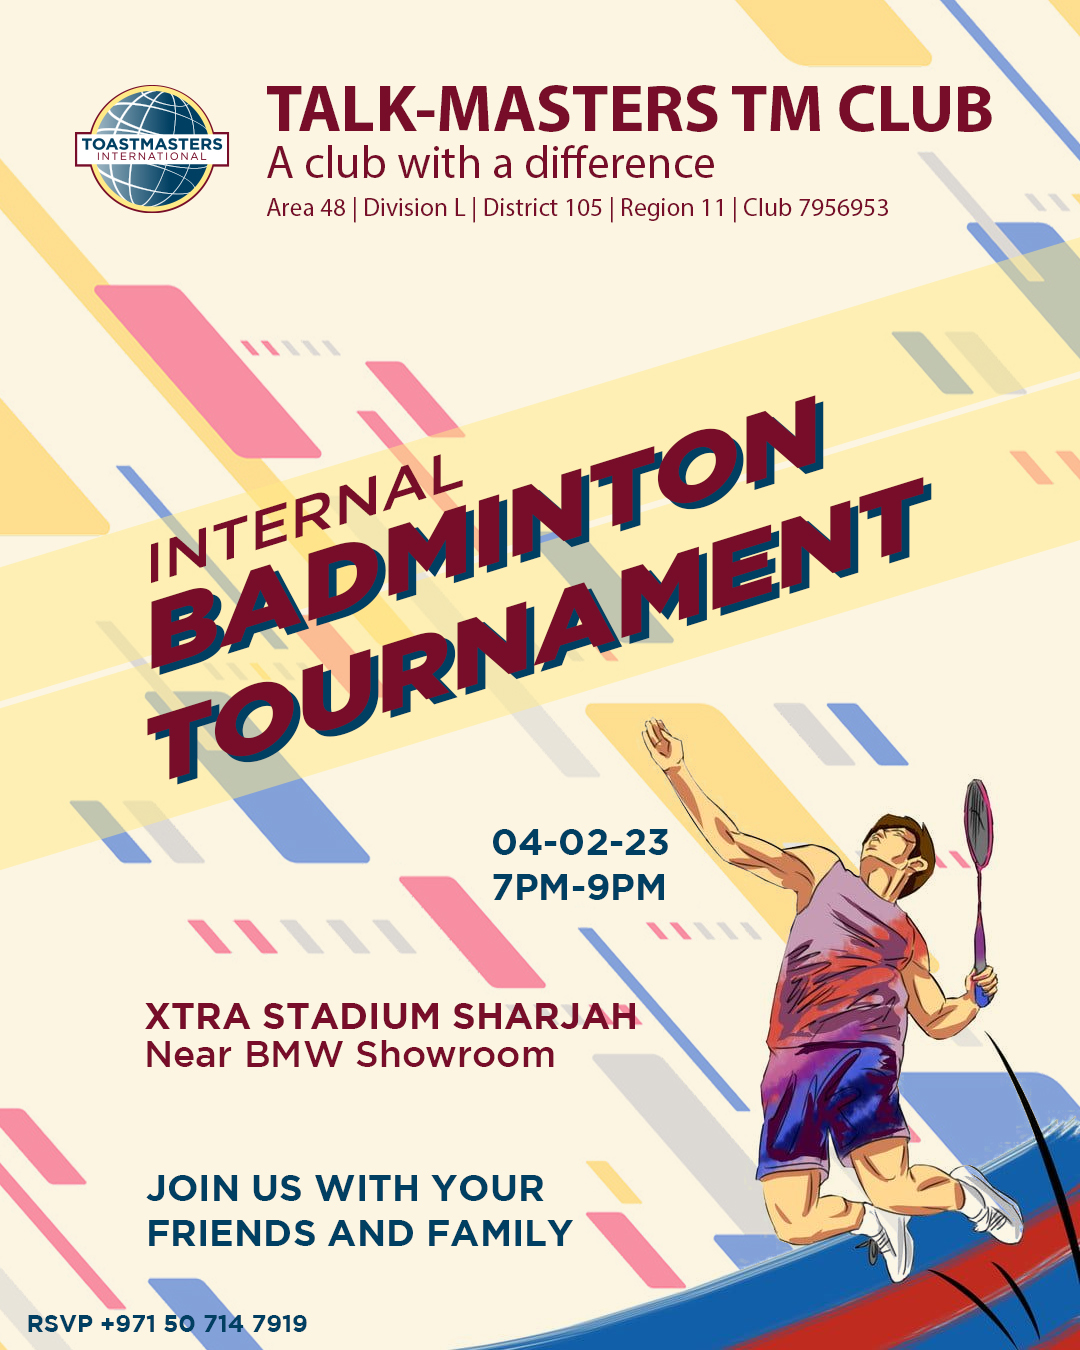 TOASTMASTERS
INTERNATIONAL
TALK-MASTERS TM CLUB
A club with a difference
Area 48 | Division L | District 105 | Region 11 | Club 7956953
INTERNAL
BADMINTON
TOURNAMENT
04-02-23
7PM-9PM
XTRA STADIUM SHARJAH
Near BMW Showroom
JOIN US WITH YOUR
FRIENDS AND FAMILY
RSVP +971 50 714 7919